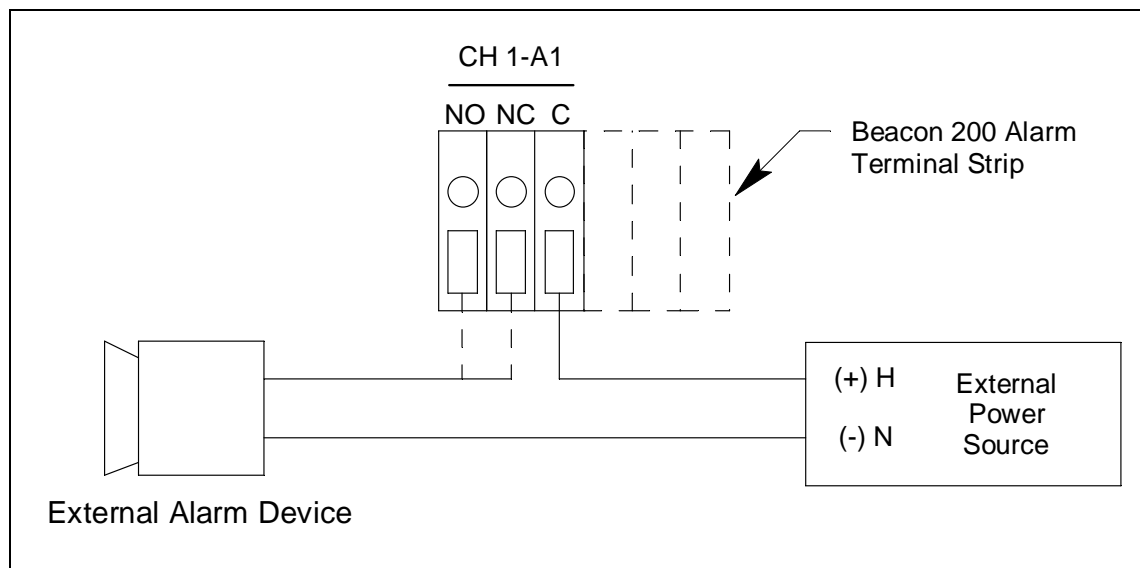 CH 1-A1
NO NC C
Beacon 200 Alarm
Terminal Strip
(+) H
(-) N
External
Power
Source
External Alarm Device